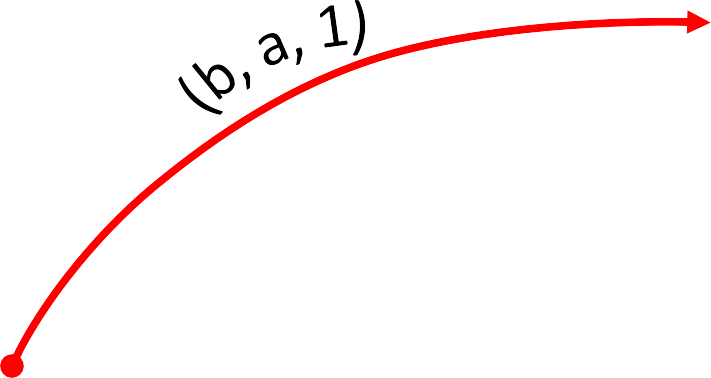 (b, a, 1)